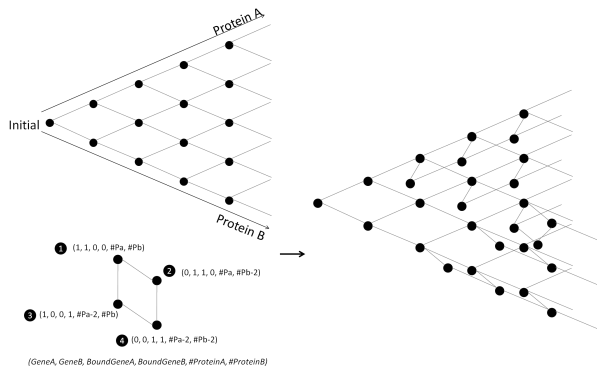 Protein A
Initial
Protein B
1 (1, 1, 0, 0, #Pa, #Pb)
2 (0, 1, 1, 0, #Pa, #Pb-2)
3 (1, 0, 0, 1, #Pa-2, #Pb)
4 (0, 0, 1, 1, #Pa-2, #Pb-2)
(GeneA, GeneB, BoundGeneA, BoundGeneB, #ProteinA, #ProteinB)